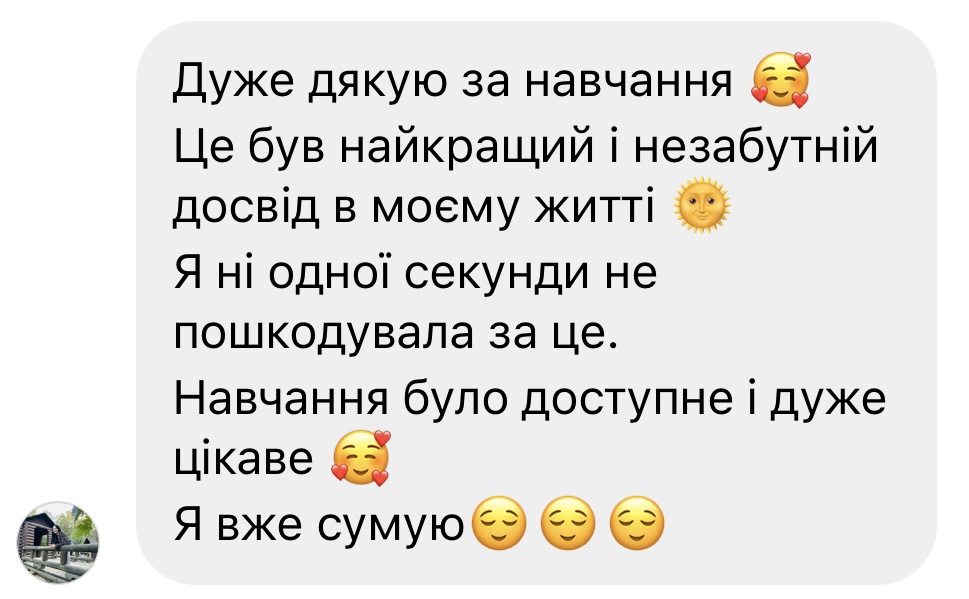 Дуже дякую за навчання 🥰
Це був найкращий і незабутній
досвід в моєму житті 🌞
Я ні одної секунди не
пошкодувала за це.
Навчання було доступне і дуже
цікаве 🥰
Я вже сумую😌 😌 😌